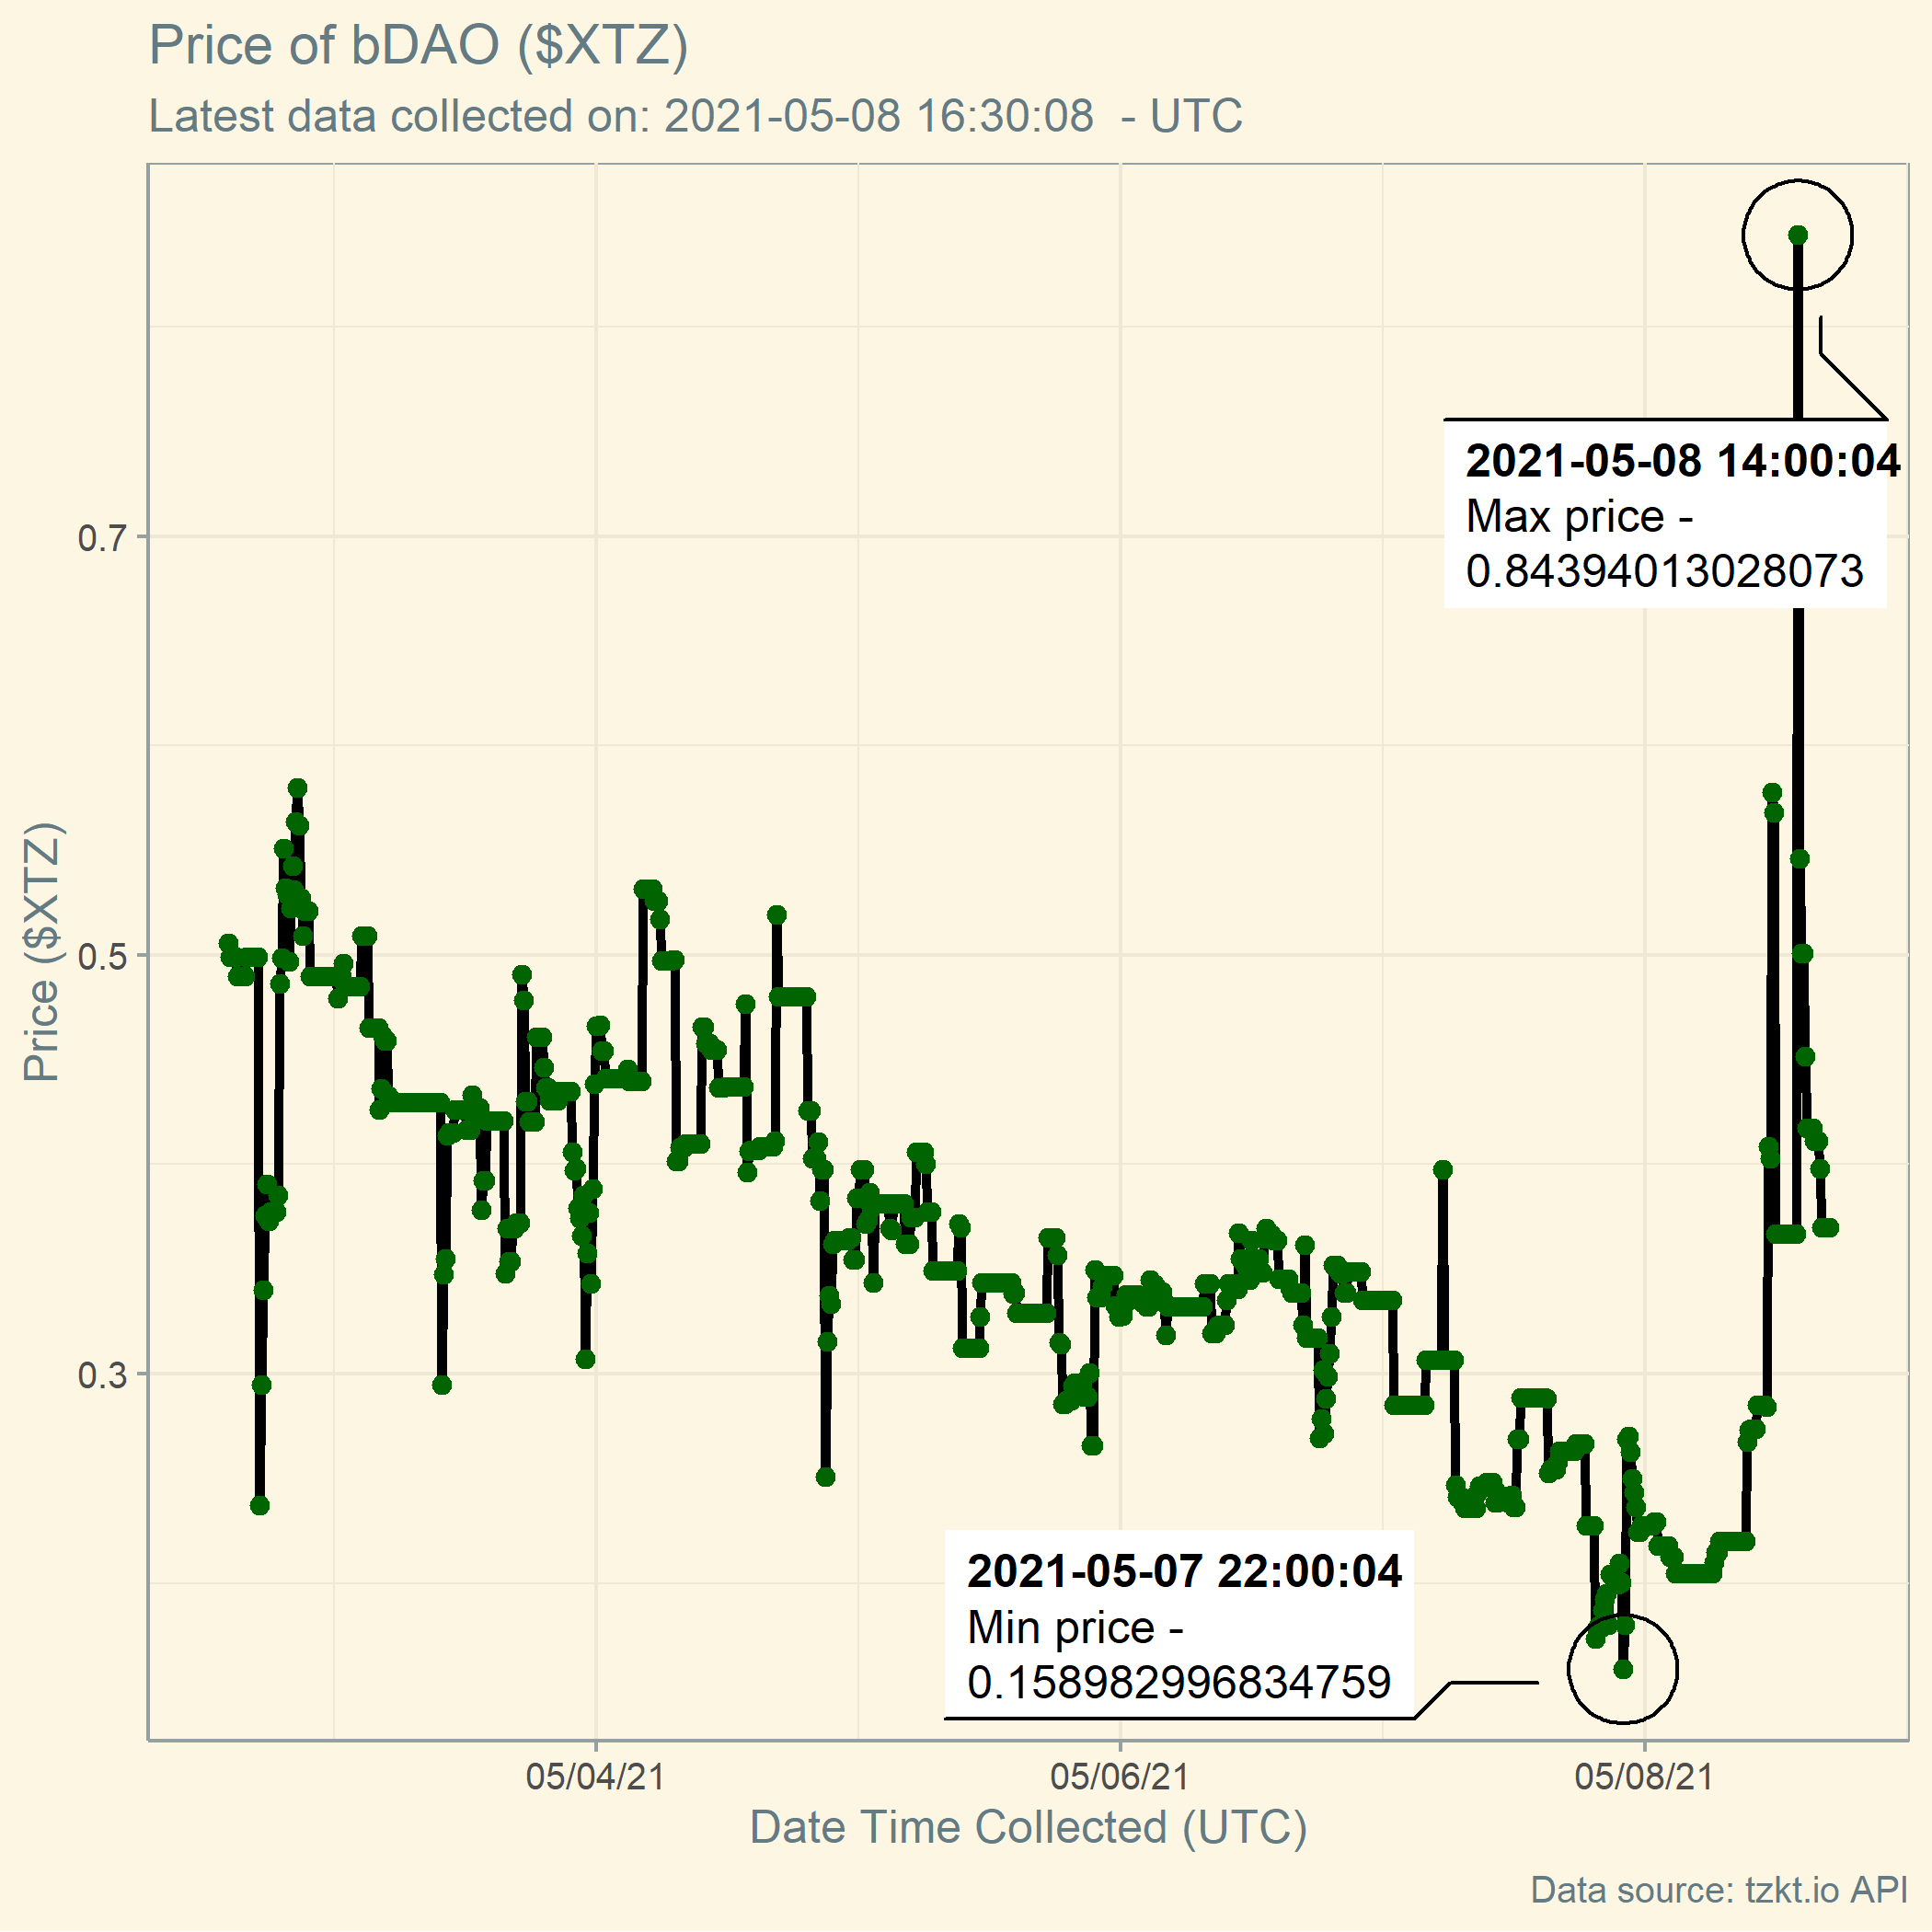 Price of bDAO ($XTZ)
Latest data collected on: 2021-05-08 16:30:08  - UTC
2021-05-08 14:00:04
Max price -
0.84394013028073
0.7
0.5
0.3
Price ($XTZ)
2021-05-07 22:00:04
Min price -
0.158982996834759
05/04/21
05/06/21
05/08/21
Date Time Collected (UTC)
Data source: tzkt.io API